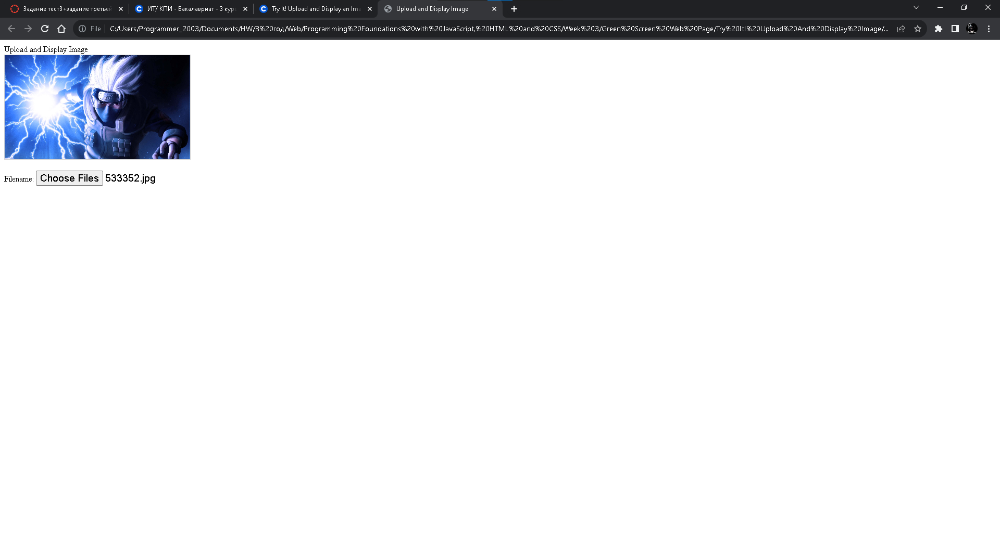 Задание тест3+задание третьей
ИТ/ КПИ - Бакалавриат - 3 курс
Try It! Upload and Display an Ima
Upload and Display Image
File
C:/Users/Programmer_2003/Documents/HW/3%20год/Web/Programming%20Foundations%20with%20JavaScript,%20HTML%20and%20CSS/Week%203/Green%20Screen%20Web%20Page/Try%20It!%20Upload%20And%20Display%20Image/...
Upload and Display Image
Filename: Choose Files 533352.jpg